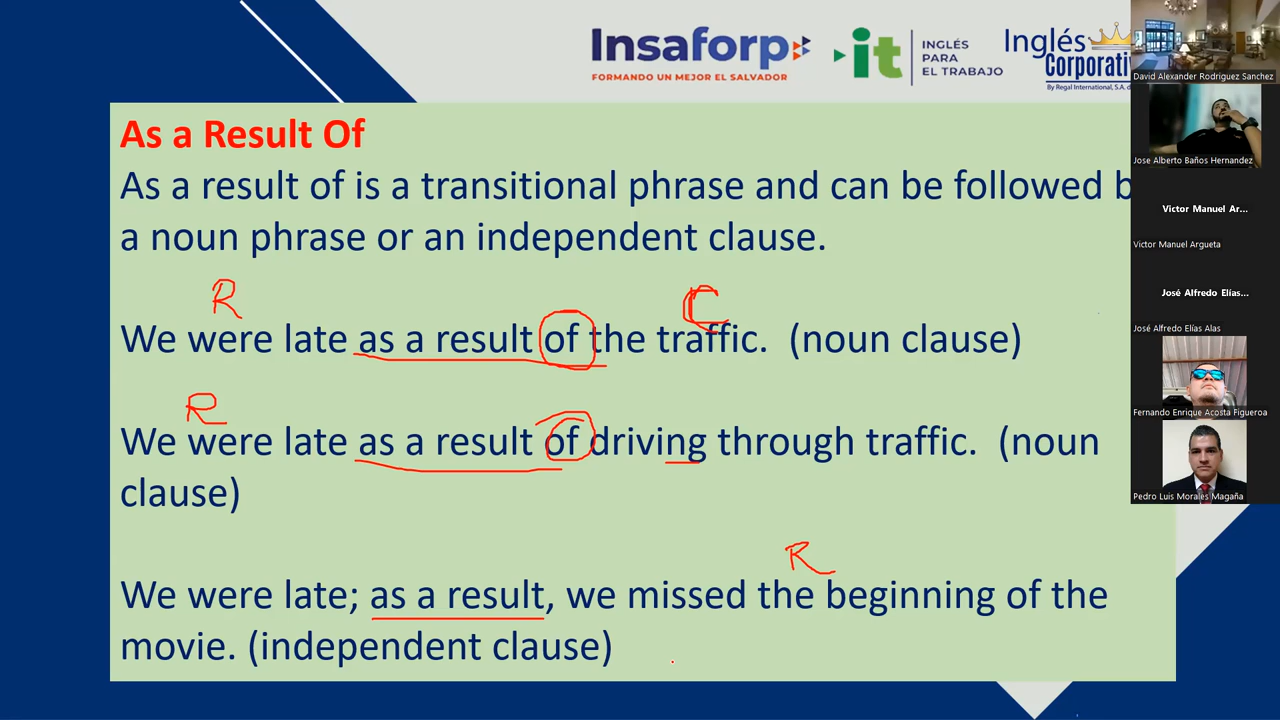 Insaforp
FORMANDO UN MEJOR EL SALVADOR
it
INGLÉS
PARA
EL TRABAJO
Inglés
Corporativ
By Regal International, S.A. d
As a Result Of
As a result of is a transitional phrase and can be followed b
a noun phrase or an independent clause.
R
C
We were late as a result of the traffic. (noun clause)
R
We were late as a result of driving through traffic. (noun
clause)
R
We were late; as a result, we missed the beginning of the
movie. (independent clause)
David Alexander Rodriguez Sanchez
Jose Alberto Baños Hernandez
Victor Manuel Ar...
Victor Manuel Argueta
José Alfredo Elías...
José Alfredo Elías Alas
Fernando Enrique Acosta Figueroa
Pedro Luis Morales Magaña